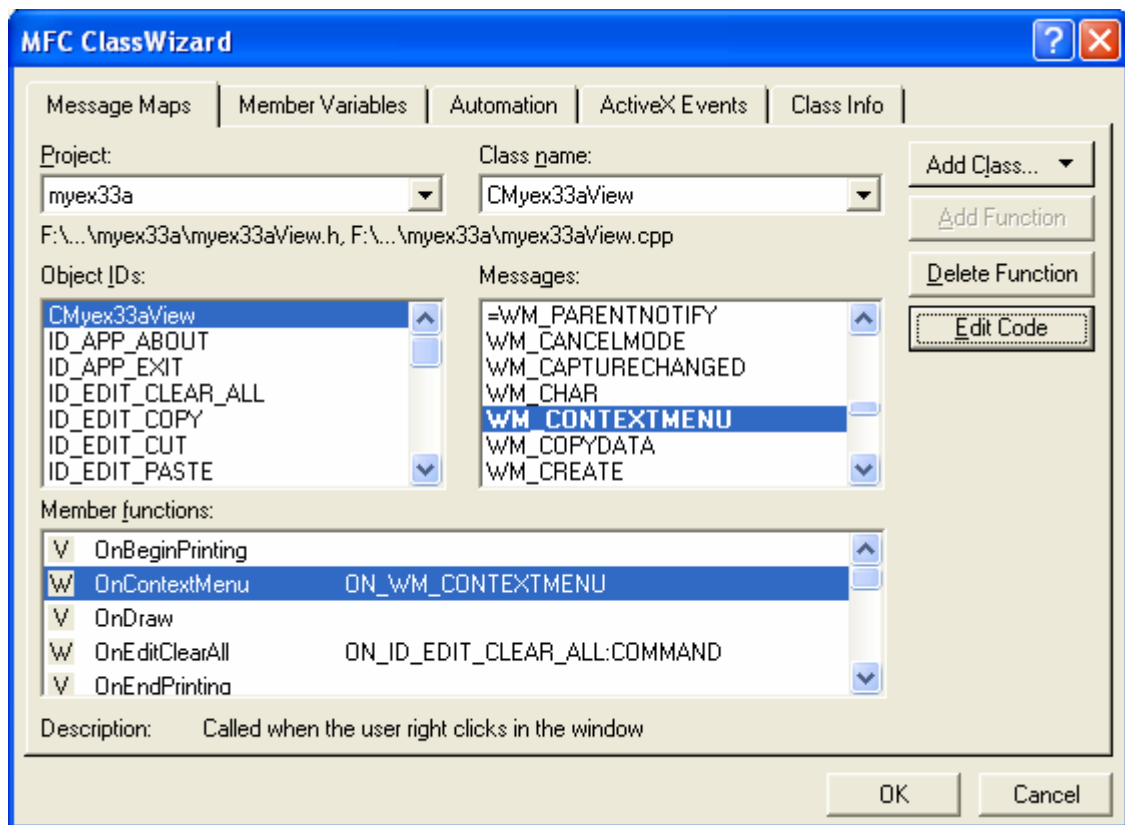 MFC ClassWizard
Message Maps Member Variables Automation ActiveX Events Class Info
Project: Class name:
Add Class...
myex33a CMyex33aView
Add Function
F:\...\myex33a\myex33aView.h, F:\...\myex33a\myex33aView.cpp
Object IDs: Messages:
Delete Function
CMyex33aView
ID_APP_ABOUT
ID_APP_EXIT
ID_EDIT_CLEAR_ALL
ID_EDIT_COPY
ID_EDIT_CUT
ID_EDIT_PASTE
=WM_PARENTNOTIFY
WM_CANCELMODE
WM_CAPTURECHANGED
WM_CHAR
WM_CONTEXTMENU
WM_COPYDATA
WM_CREATE
Edit Code
Member functions:
V OnBeginPrinting
W OnContextMenu ON_WM_CONTEXTMENU
V OnDraw
W OnEditClearAll ON_ID_EDIT_CLEAR_ALL:COMMAND
V OnEndPrinting
Description: Called when the user right clicks in the window
OK Cancel